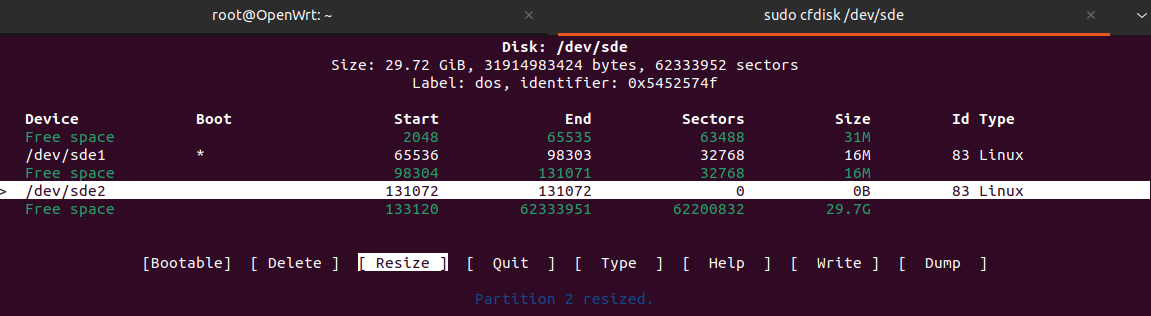 root@OpenWrt: ~ × sudo cfdisk /dev/sde ×
Disk: /dev/sde
Size: 29.72 GiB, 31914983424 bytes, 62333952 sectors
Label: dos, identifier: 0x5452574f
Device Boot Start End Sectors Size Id Type
Free space 2048 65535 63488 31M
/dev/sde1 * 65536 98303 32768 16M 83 Linux
Free space 98304 131071 32768 16M
> /dev/sde2 131072 131072 0 0B 83 Linux
Free space 133120 62333951 62200832 29.7G
[Bootable] [ Delete ] [ Resize ] [ Quit ] [ Type ] [ Help ] [ Write ] [ Dump ]
Partition 2 resized.